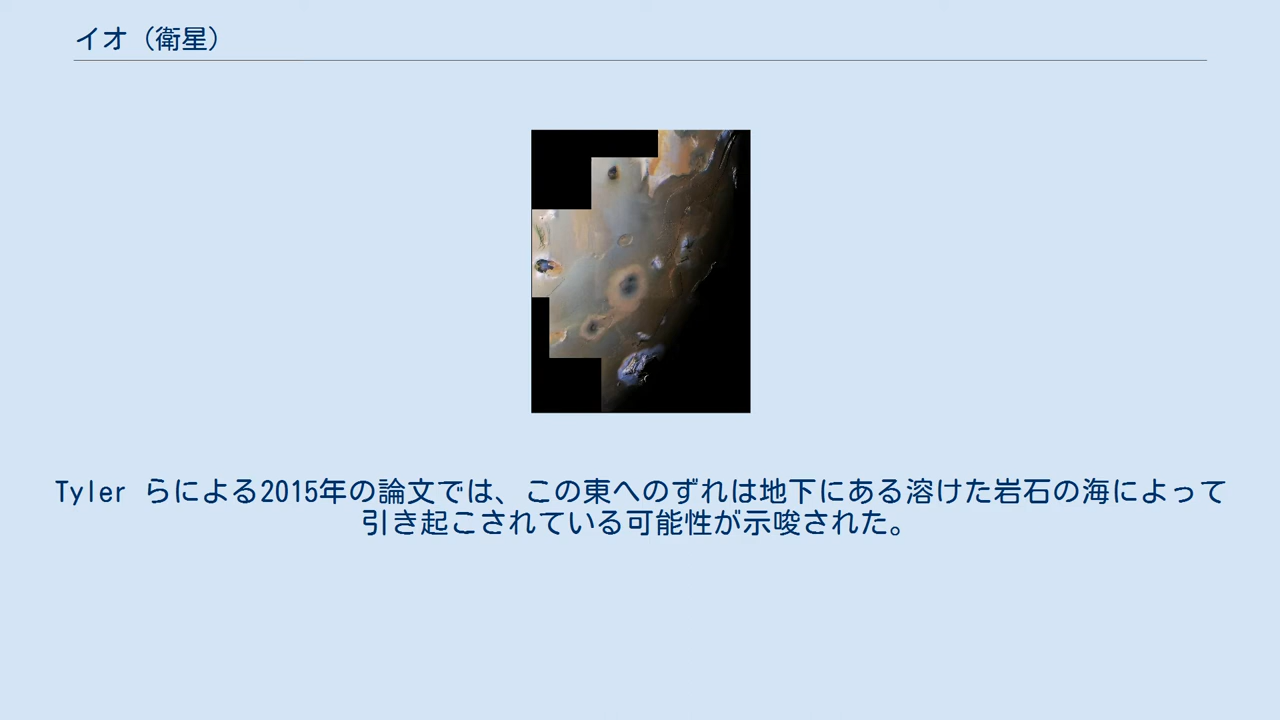 イオ（衛星）
Tyler らによる2015年の論文では、この東へのずれは地下にある溶けた岩石の海によって
引き起こされている可能性が示唆された。